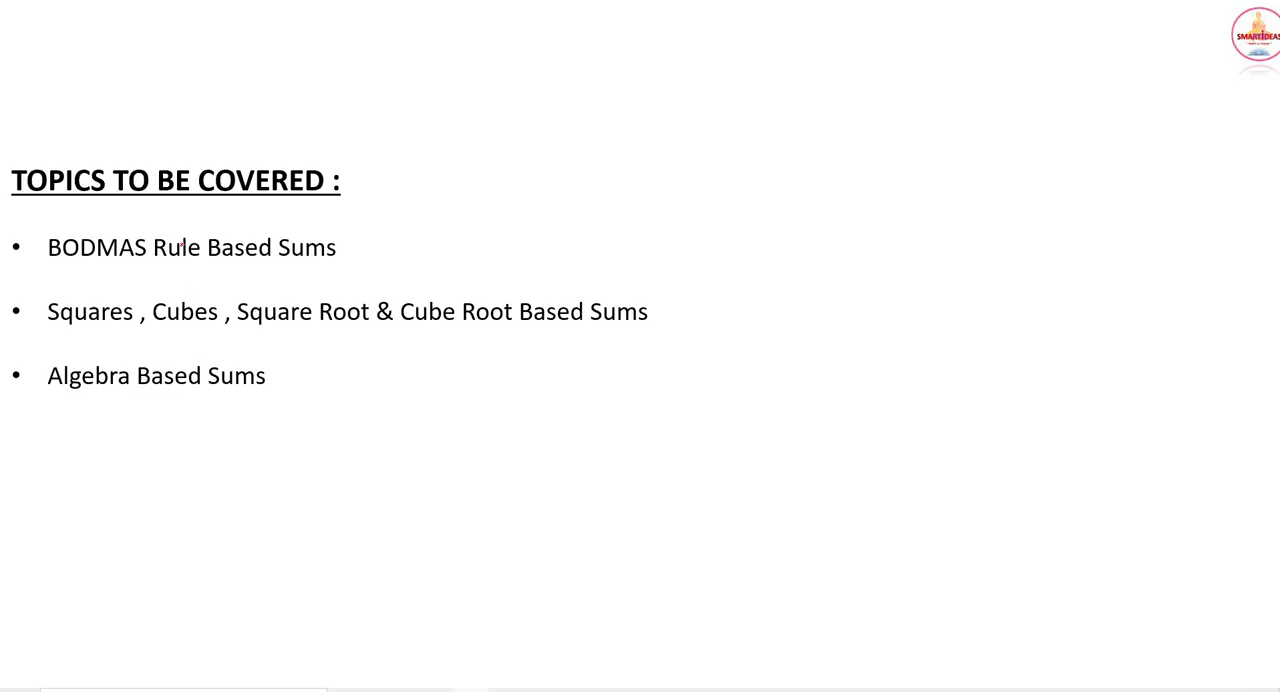 SMARTIDEAS
TOPICS TO BE COVERED :
• BODMAS Rule Based Sums
• Squares , Cubes , Square Root & Cube Root Based Sums
• Algebra Based Sums